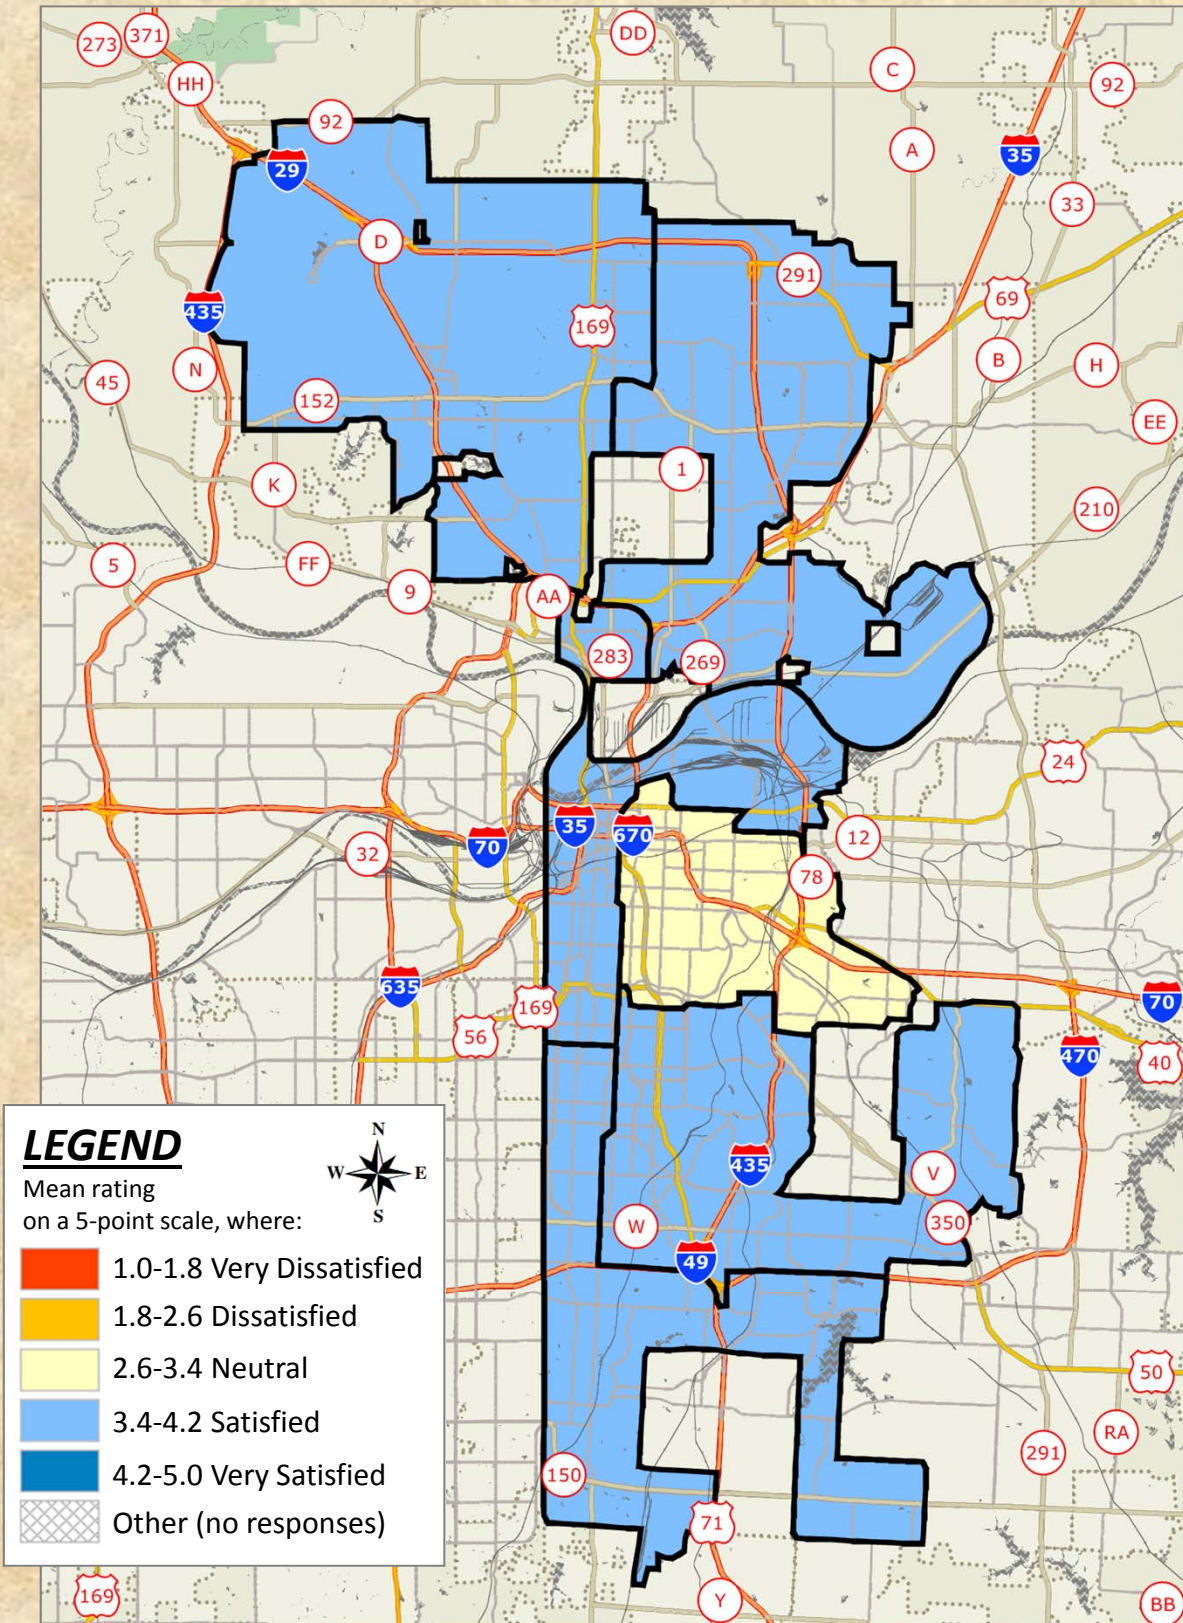 371
273
DD
C
HH
92
92
92
A
35
29
33
D
291
69
435
169
B
H
N
45
152
EE
1
K
210
5
FF
9
AA
283
269
24
35
670
12
70
32
78
635
169
70
56
470
40
435
V
W
350
49
50
RA
291
150
71
Y
BB
169
LEGEND
N
W
E
S
Mean rating
on a 5-point scale, where:
1.0-1.8 Very Dissatisfied
1.8-2.6 Dissatisfied
2.6-3.4 Neutral
3.4-4.2 Satisfied
4.2-5.0 Very Satisfied
Other (no responses)